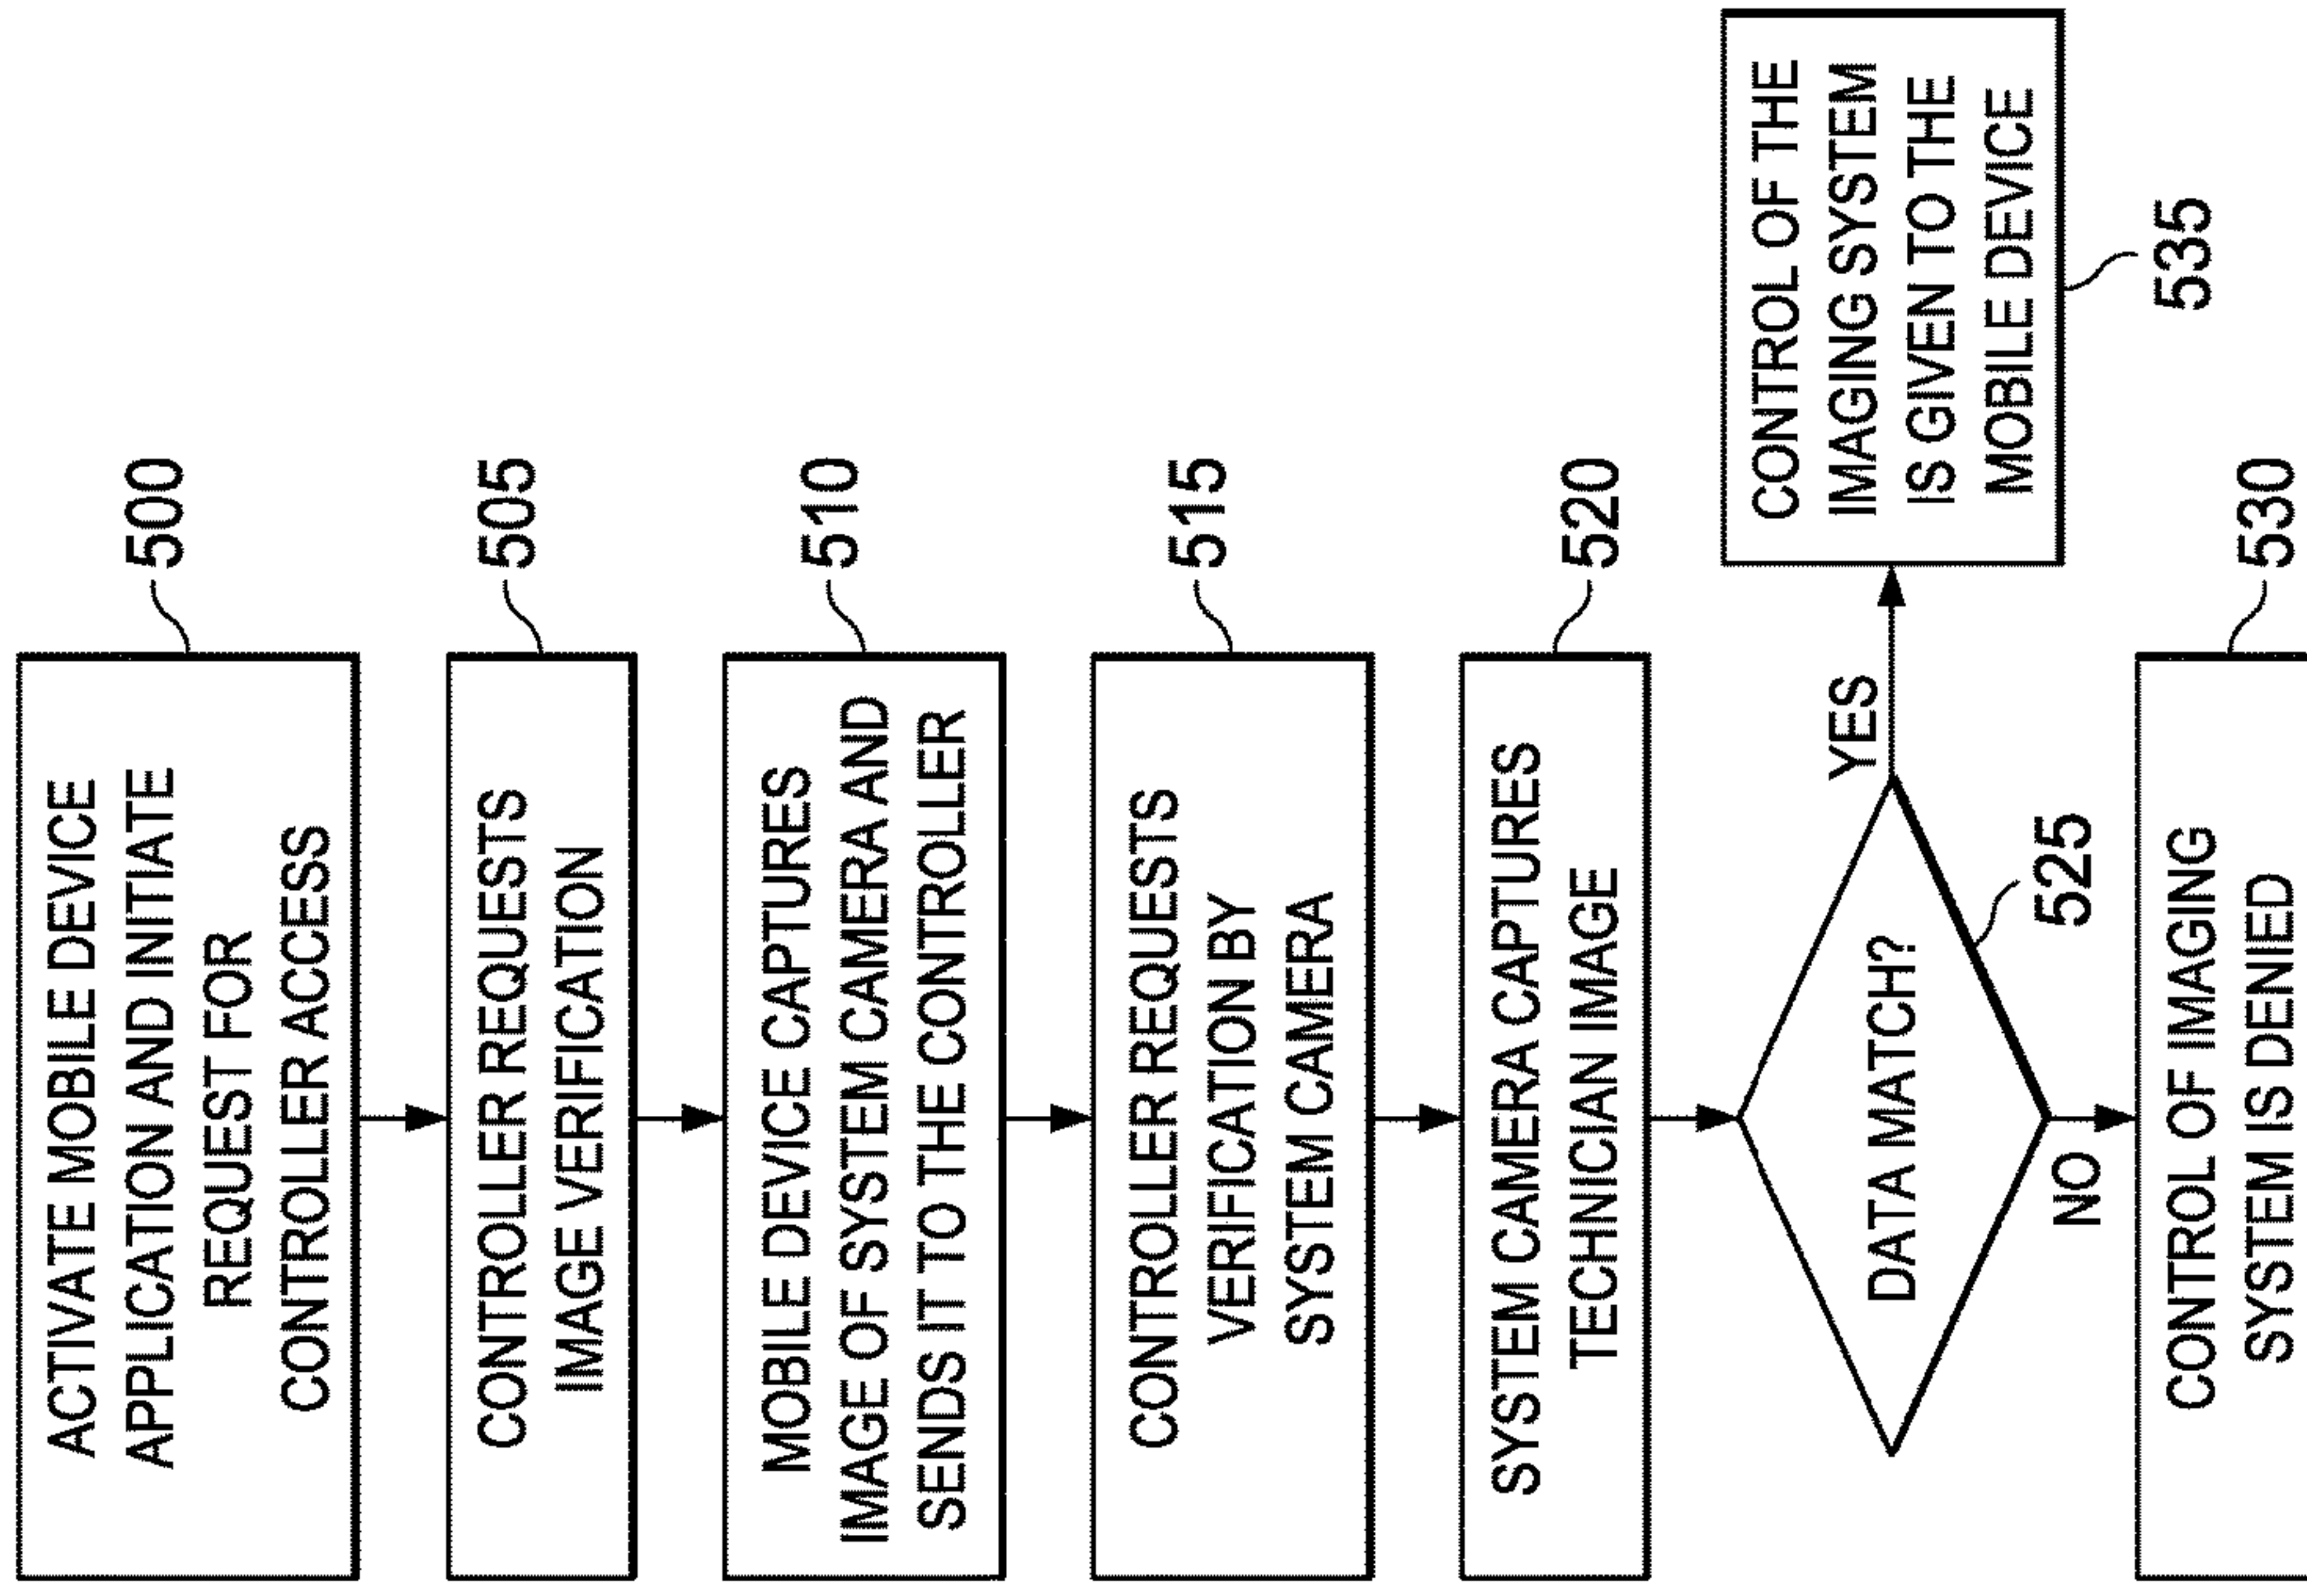 ACTIVATE MOBILE DEVICE
APPLICATION AND INITIATE
REQUEST FOR
CONTROLLER ACCESS
500
CONTROLLER REQUESTS
IMAGE VERIFICATION
505
MOBILE DEVICE CAPTURES
IMAGE OF SYSTEM CAMERA AND
SENDS IT TO THE CONTROLLER
510
CONTROLLER REQUESTS
VERIFICATION BY
SYSTEM CAMERA
515
SYSTEM CAMERA CAPTURES
TECHNICIAN IMAGE
520
DATA MATCH?
525
YES
CONTROL OF THE
IMAGING SYSTEM
IS GIVEN TO THE
MOBILE DEVICE
535
NO
CONTROL OF IMAGING
SYSTEM IS DENIED
530